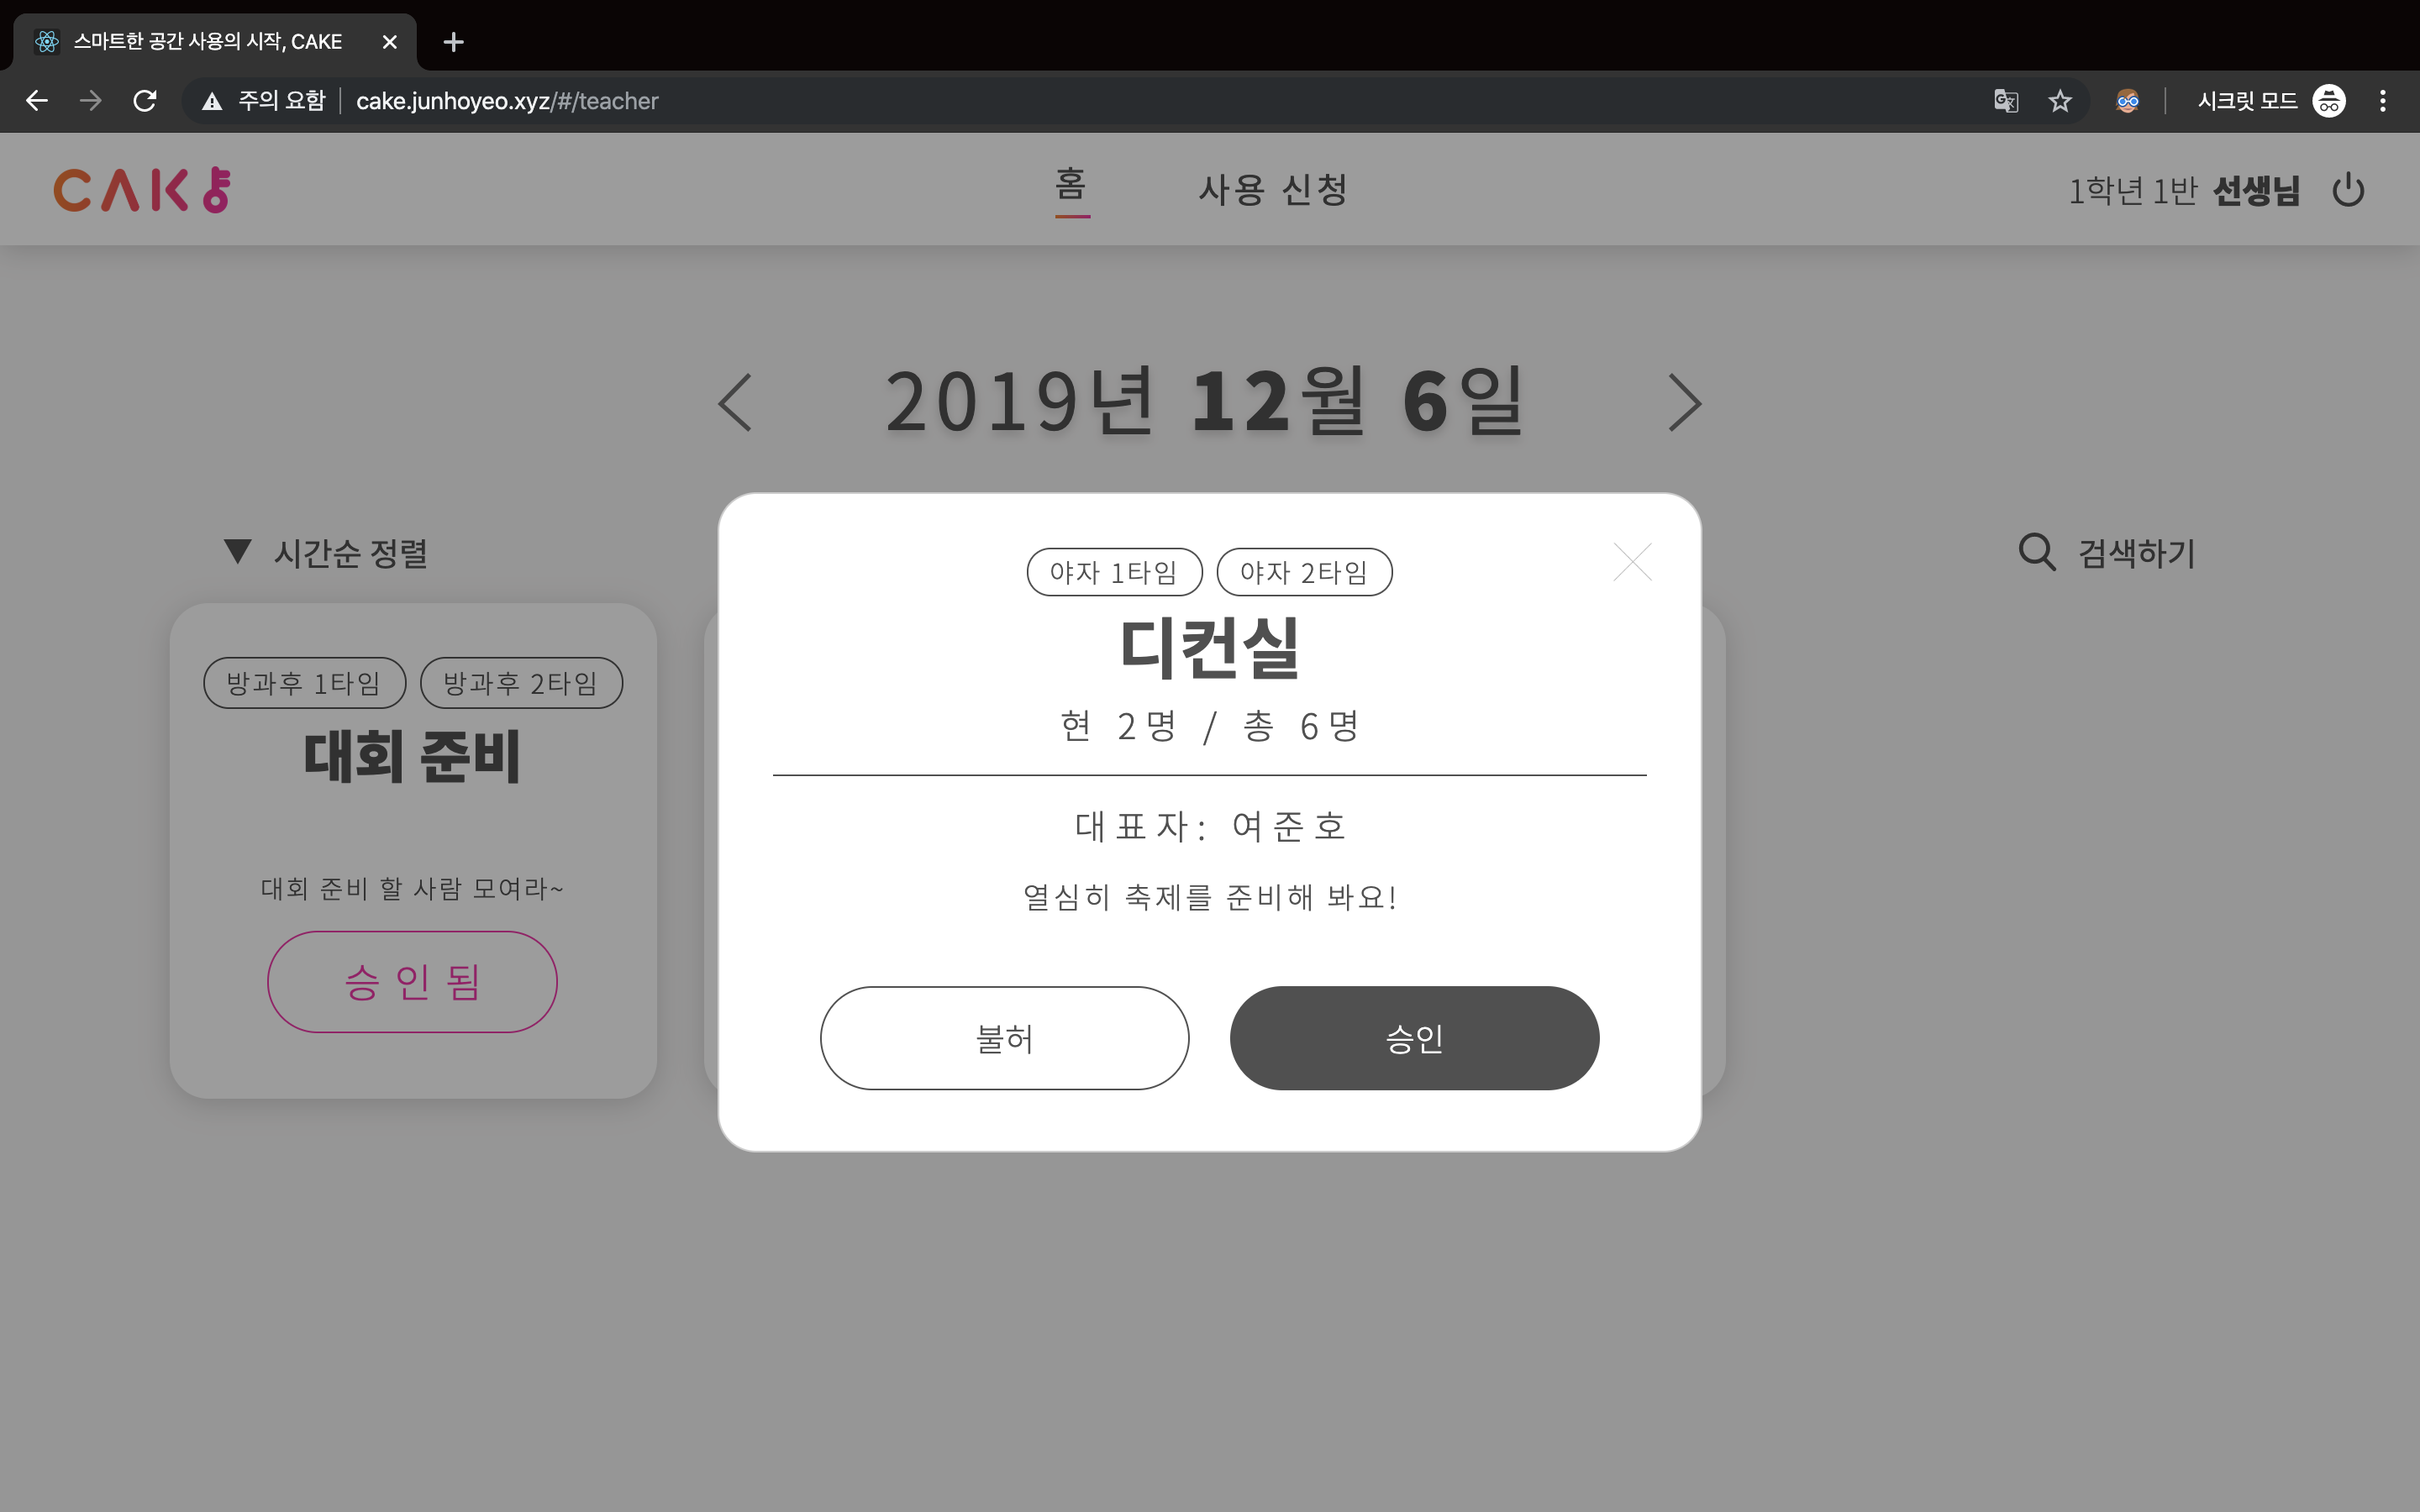 스마트한 공간 사용의 시작, CAKE
주의 요함 cake.junhoyeo.xyz/#/teacher 시크릿 모드
CAKE 홈 사용 신청 1학년 1반 선생님
2019년 12월 6일
시간순 정렬 검색하기
방과후 1타임 방과후 2타임
대회 준비
대회 준비 할 사람 모여라~
승인됨
야자 1타임 야자 2타임
디컨실
현 2명 / 총 6명
대표자: 여준호
열심히 축제를 준비해 봐요!
불허 승인